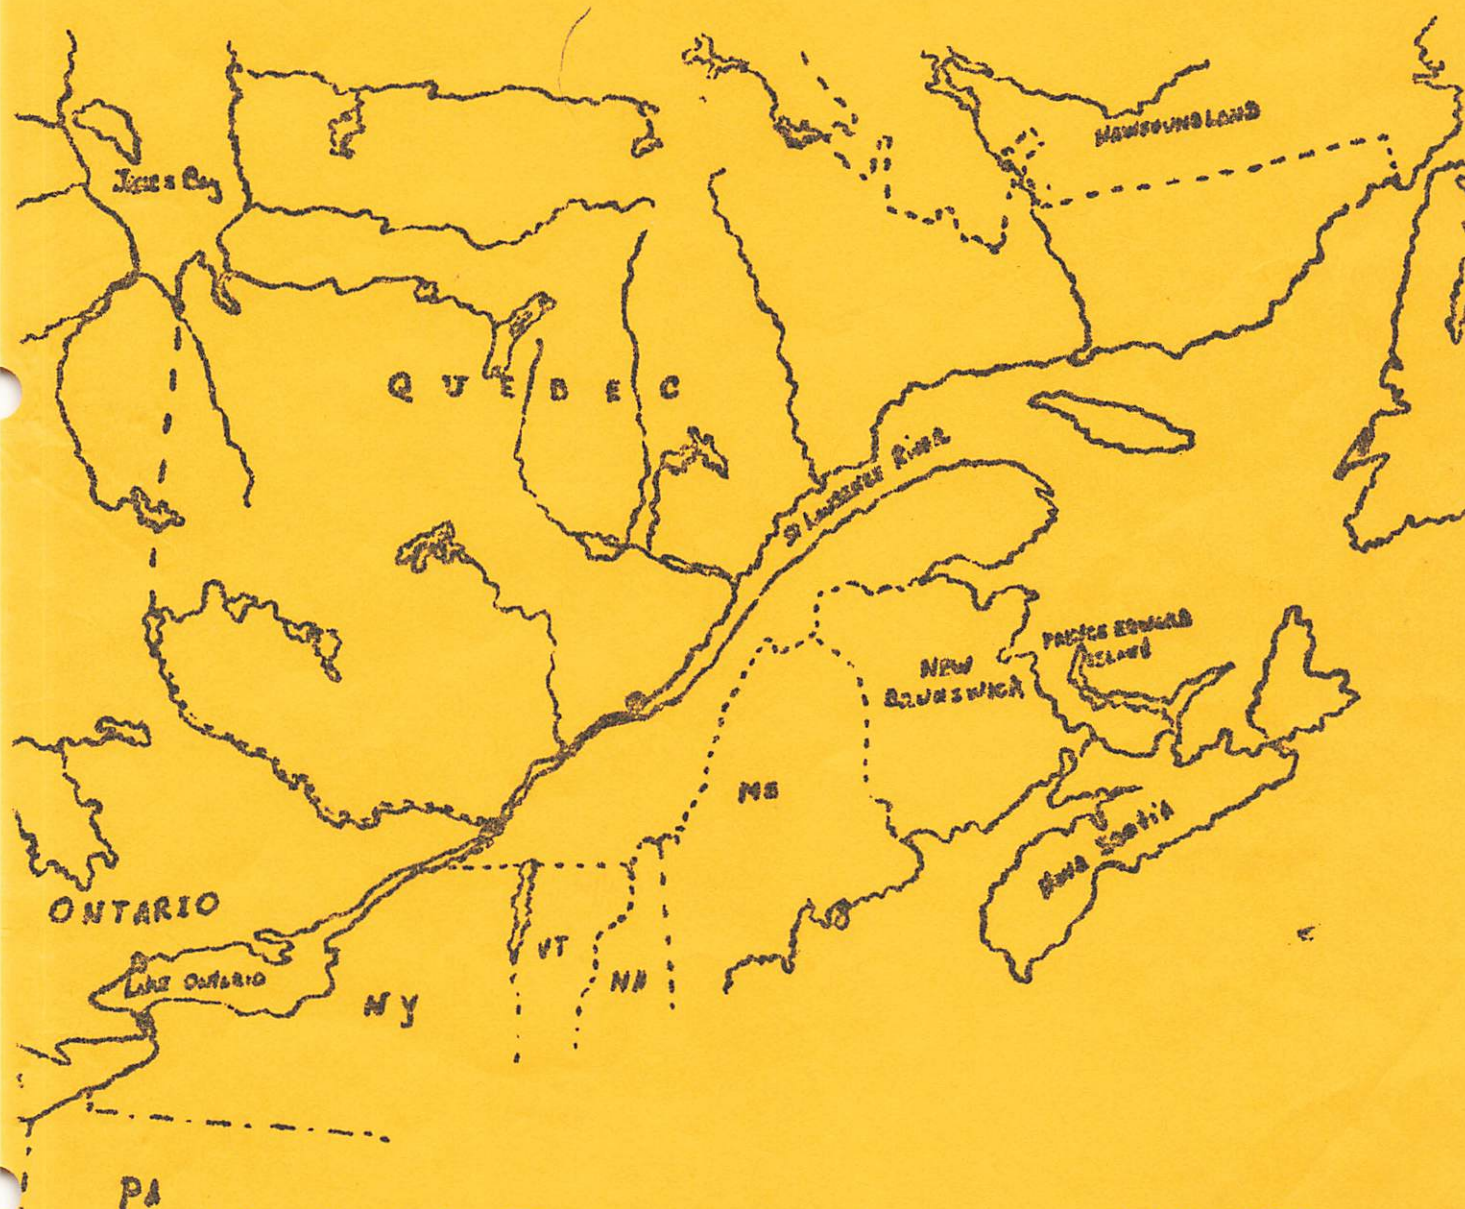 NEWFOUNDLAND
James Bay
QUEBEC
St Lawrence River
PRINCE EDWARD
ISLAND
NEW
BRUNSWICK
ME
Nova Scotia
ONTARIO
VT
LAKE ONTARIO
NH
NY
PA